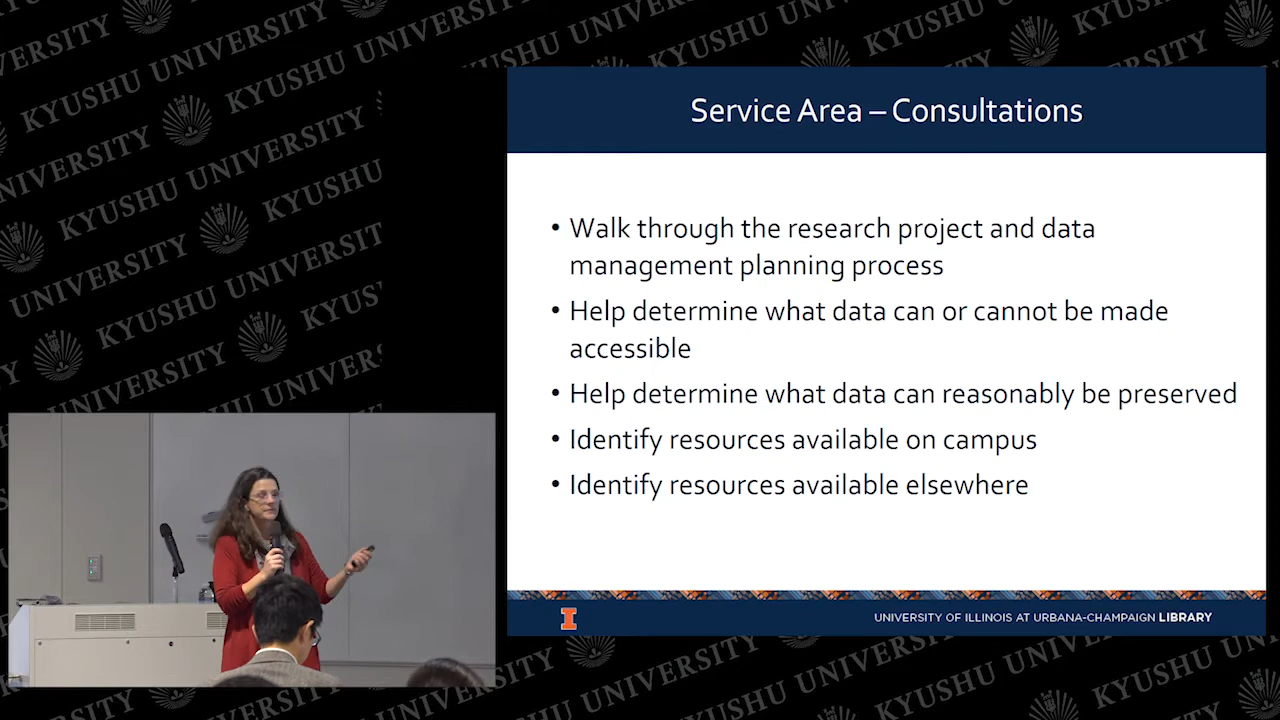 Service Area – Consultations
• Walk through the research project and data
management planning process
• Help determine what data can or cannot be made
accessible
• Help determine what data can reasonably be preserved
• Identify resources available on campus
• Identify resources available elsewhere
I
UNIVERSITY OF ILLINOIS AT URBANA-CHAMPAIGN LIBRARY
KYUSHU UNIVERSITY